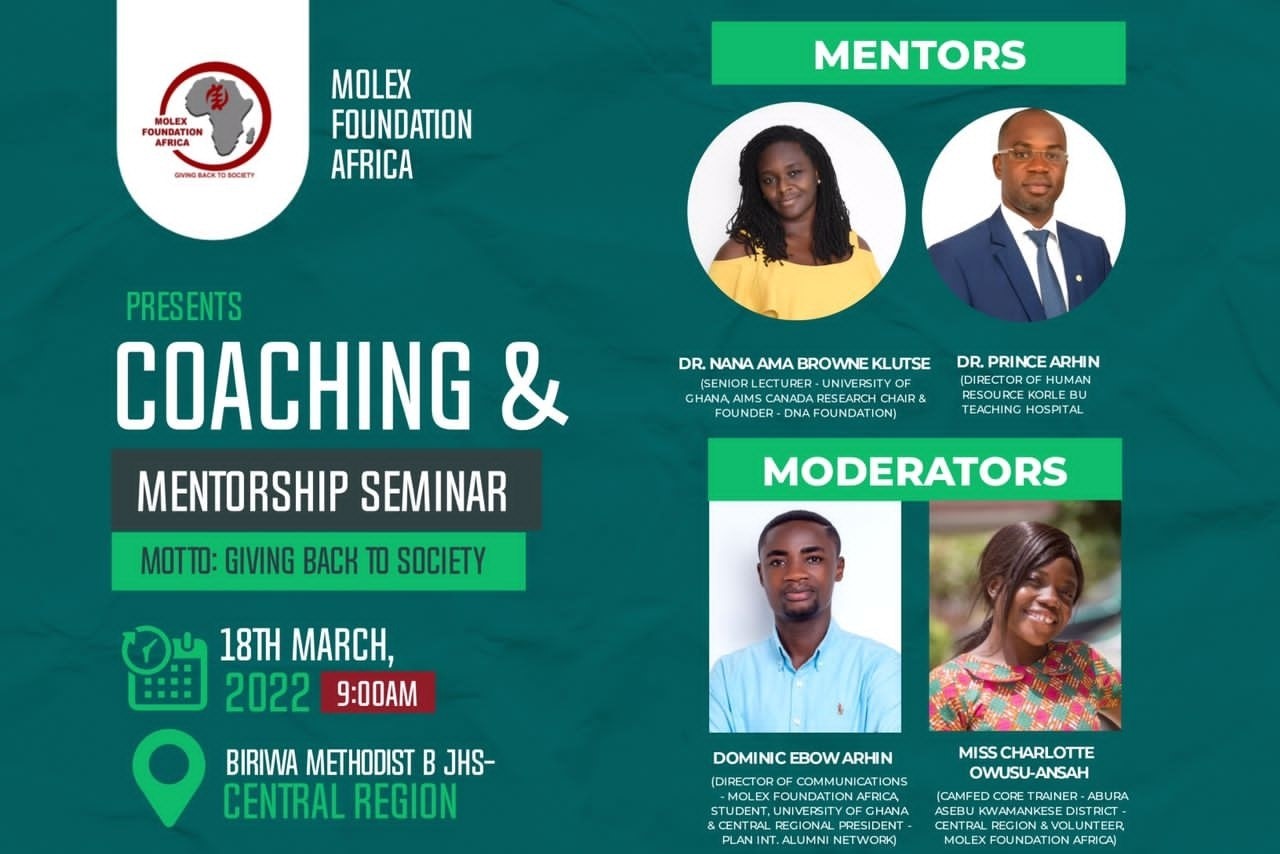 MOLEX
FOUNDATION
AFRICA
GIVING BACK TO SOCIETY
MOLEX
FOUNDATION
AFRICA
PRESENTS
COACHING &
MENTORSHIP SEMINAR
MOTTO: GIVING BACK TO SOCIETY
18TH MARCH,
2022 9:00AM
BIRIWA METHODIST B JHS-
CENTRAL REGION
MENTORS
DR. NANA AMA BROWNE KLUTSE
(SENIOR LECTURER - UNIVERSITY OF
GHANA, AIMS CANADA RESEARCH CHAIR &
FOUNDER - DNA FOUNDATION)
DR. PRINCE ARHIN
(DIRECTOR OF HUMAN
RESOURCE KORLE BU
TEACHING HOSPITAL
MODERATORS
DOMINIC EBOW ARHIN
(DIRECTOR OF COMMUNICATIONS
- MOLEX FOUNDATION AFRICA,
STUDENT, UNIVERSITY OF GHANA
& CENTRAL REGIONAL PRESIDENT -
PLAN INT. ALUMNI NETWORK)
MISS CHARLOTTE
OWUSU-ANSAH
(CAMFED CORE TRAINER - ABURA
ASEBU KWAMANKESE DISTRICT -
CENTRAL REGION & VOLUNTEER,
MOLEX FOUNDATION AFRICA)